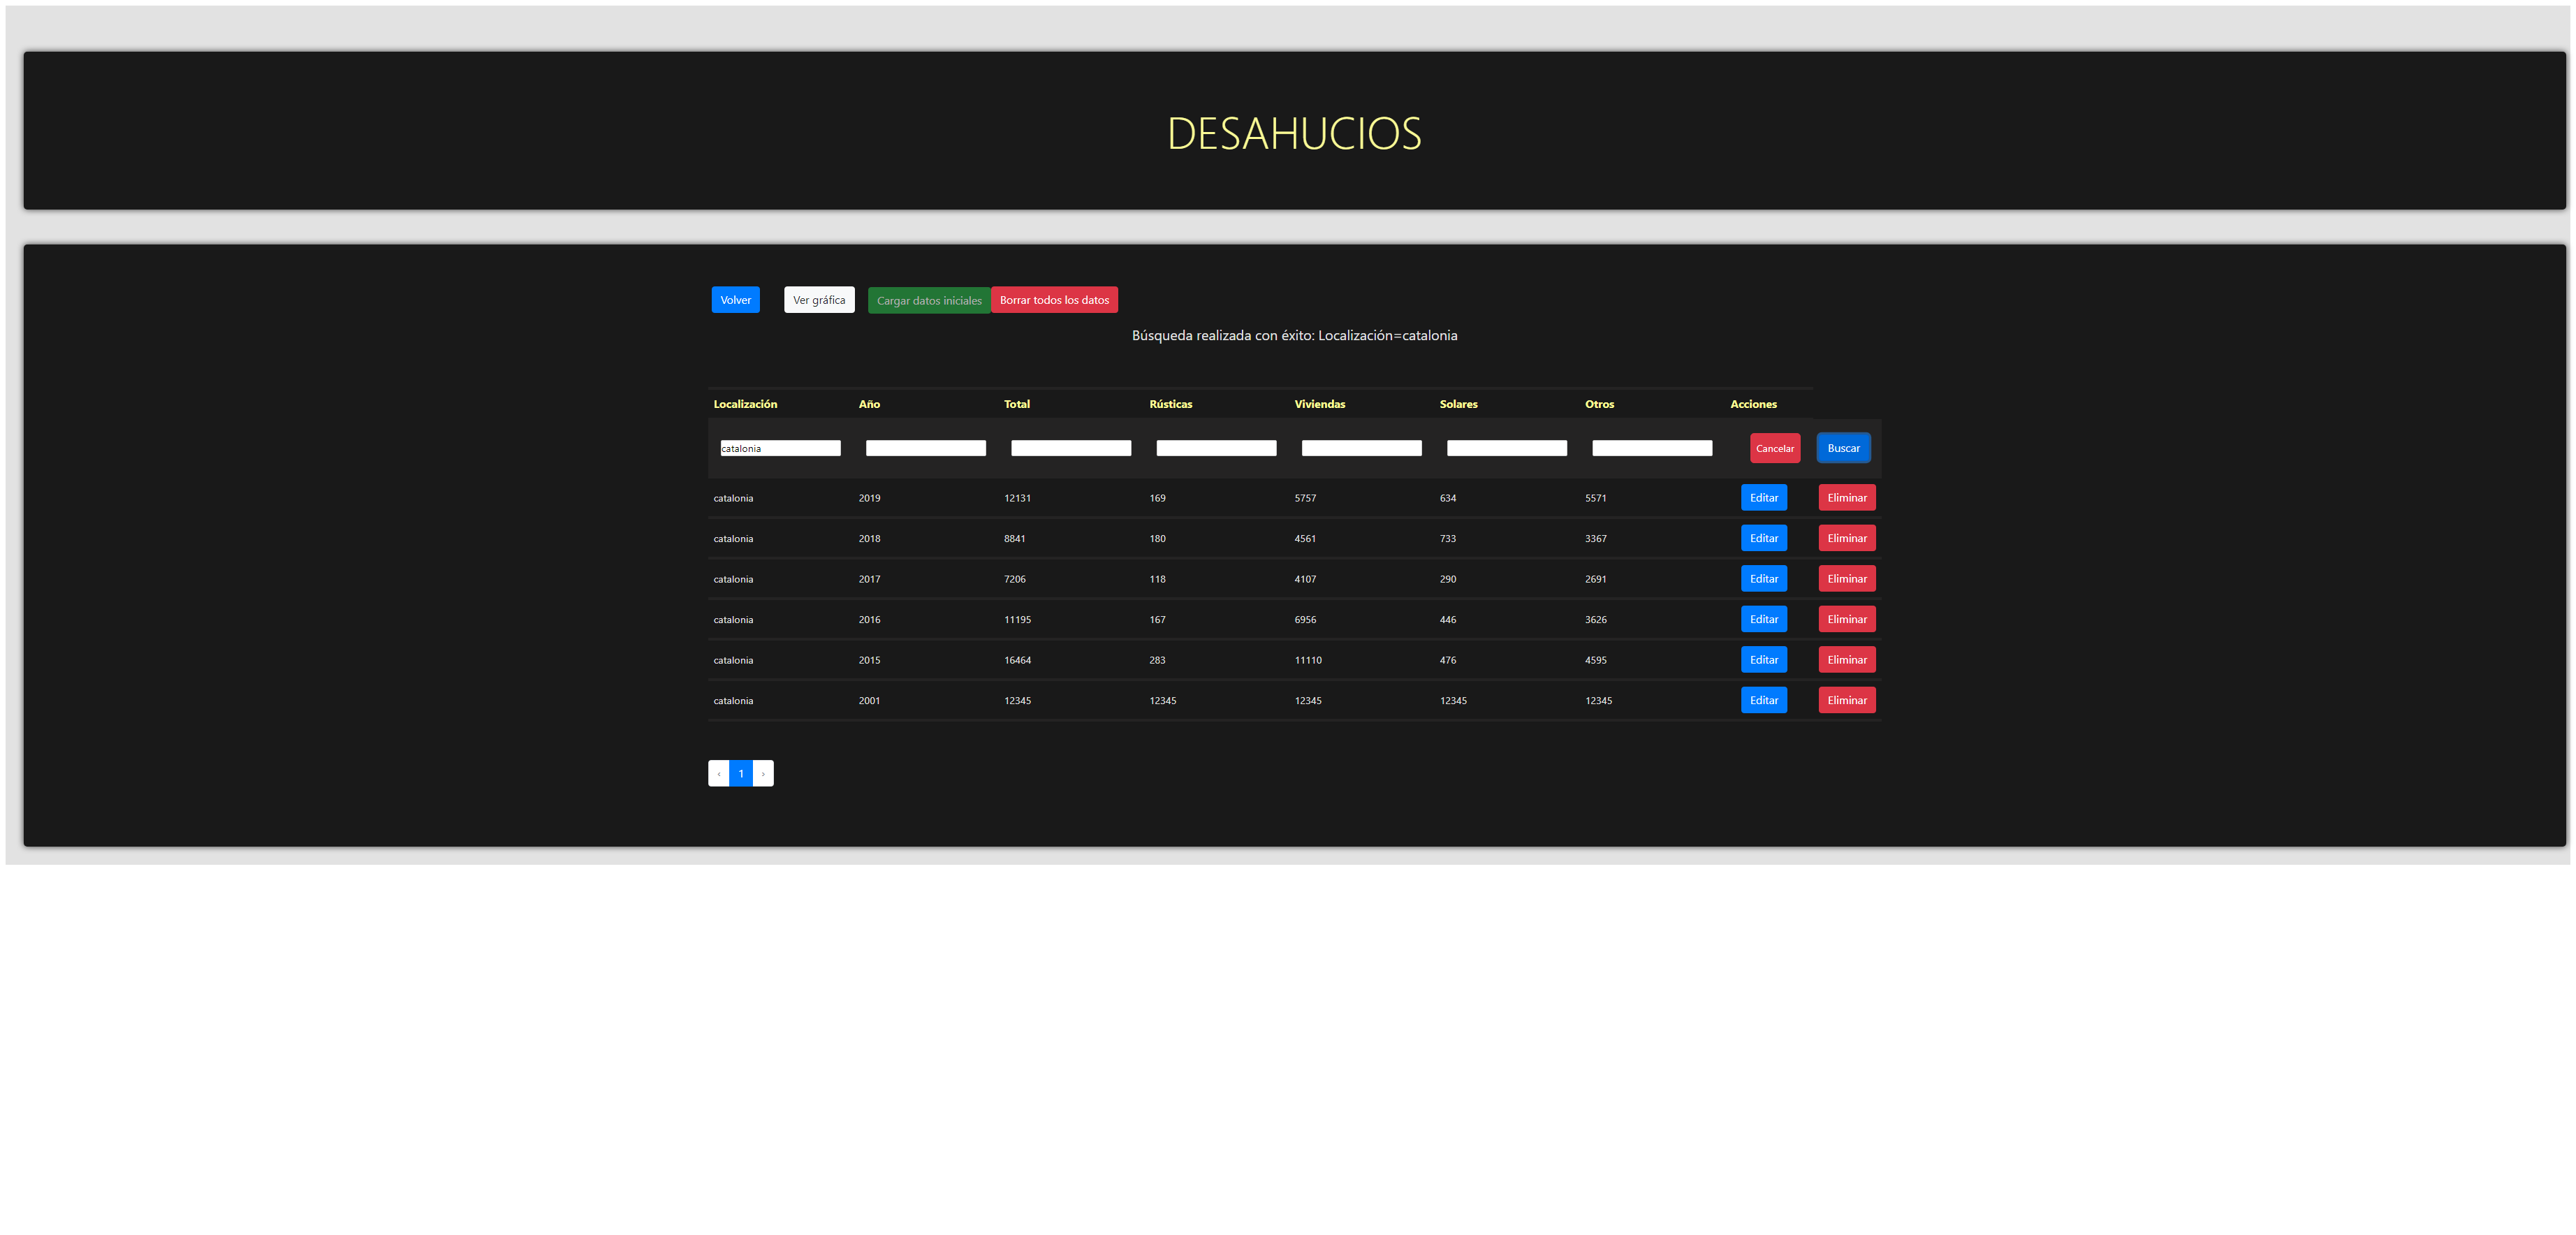 DESAHUCIOS
Volver Ver gráfica Cargar datos iniciales Borrar todos los datos
Búsqueda realizada con éxito: Localización=catalonia
Localización Año Total Rústicas Viviendas Solares Otros Acciones
catalonia Cancelar Buscar
catalonia 2019 12131 169 5757 634 5571 Editar Eliminar
catalonia 2018 8841 180 4561 733 3367 Editar Eliminar
catalonia 2017 7206 118 4107 290 2691 Editar Eliminar
catalonia 2016 11195 167 6956 446 3626 Editar Eliminar
catalonia 2015 16464 283 11110 476 4595 Editar Eliminar
catalonia 2001 12345 12345 12345 12345 12345 Editar Eliminar
‹ 1 ›